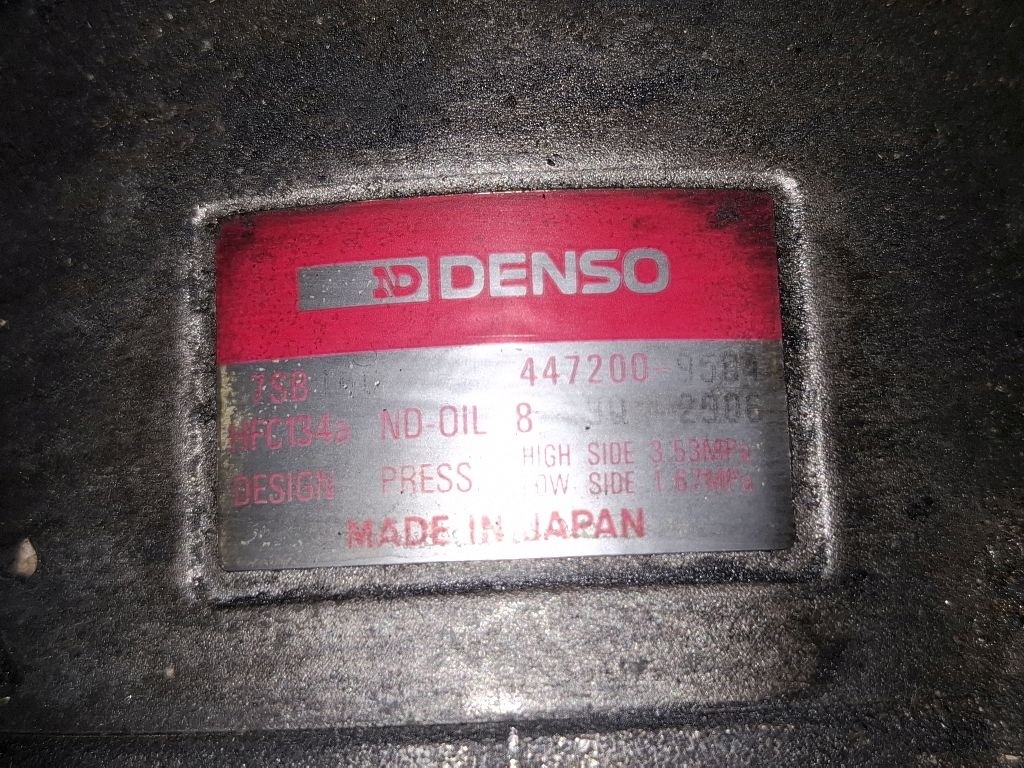 ND DENSO
7SB 447200-
HFC134a ND-OIL 8
DESIGN PRESS. HIGH SIDE 3.53MPa
LOW SIDE 1.67MPa
MADE IN JAPAN